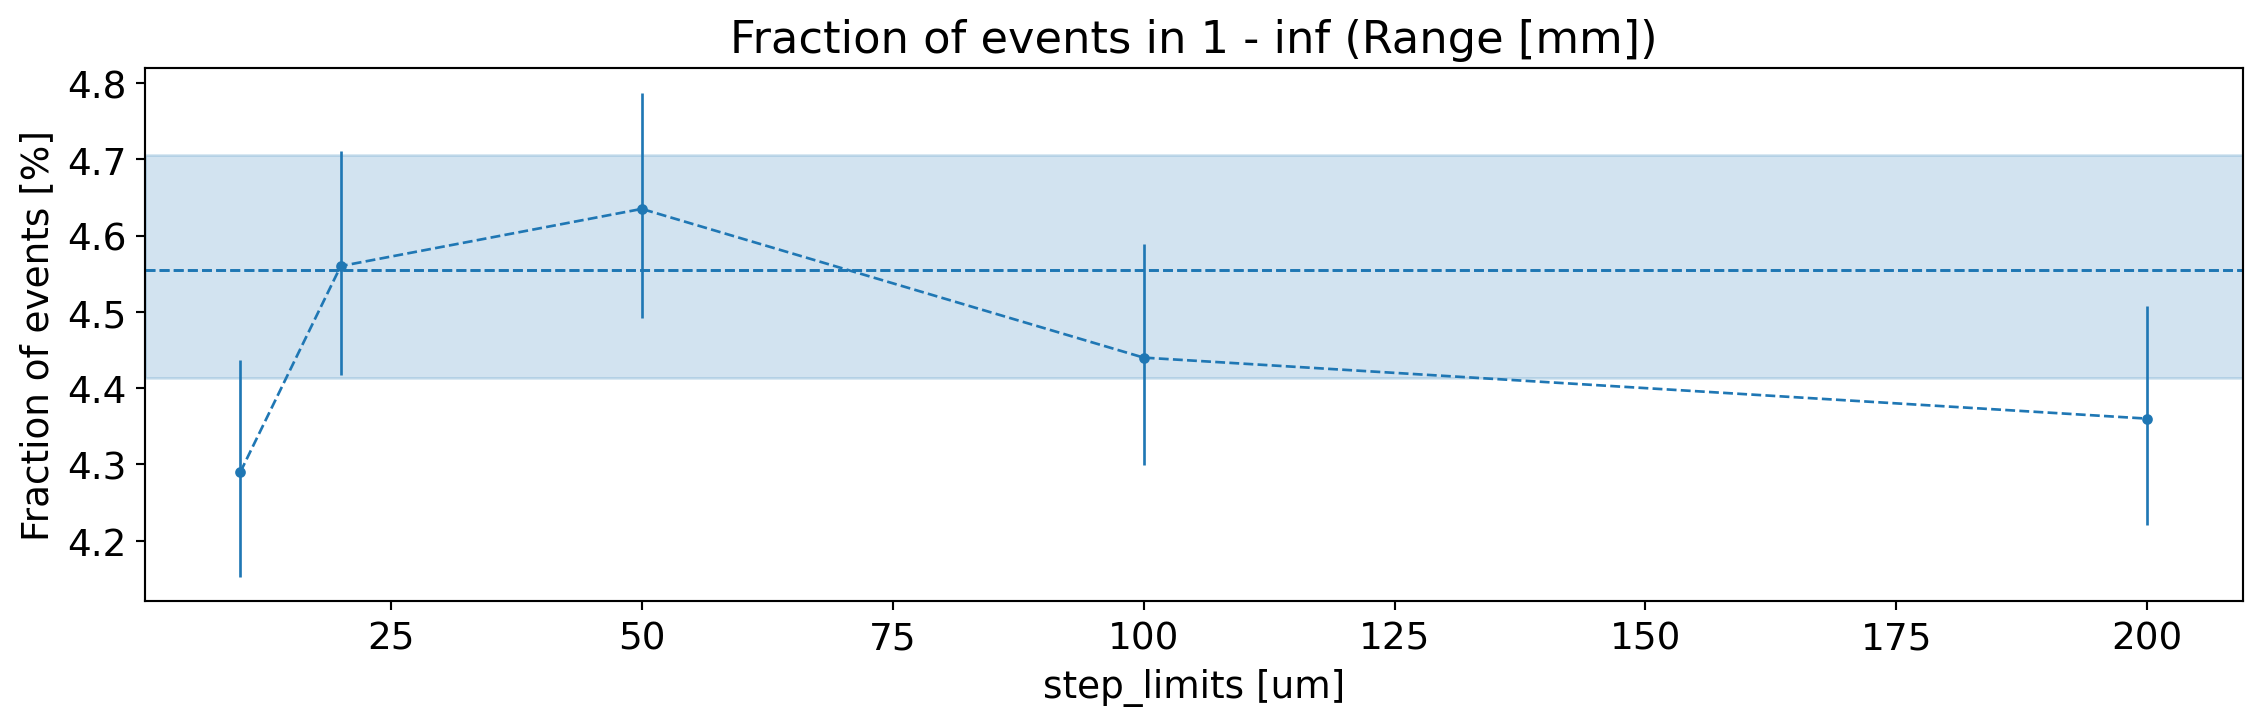 Fraction of events in 1 - inf (Range [mm])
Fraction of events [%]
4.8
4.7
4.6
4.5
4.4
4.3
4.2
25 50 75 100 125 150 175 200
step_limits [um]